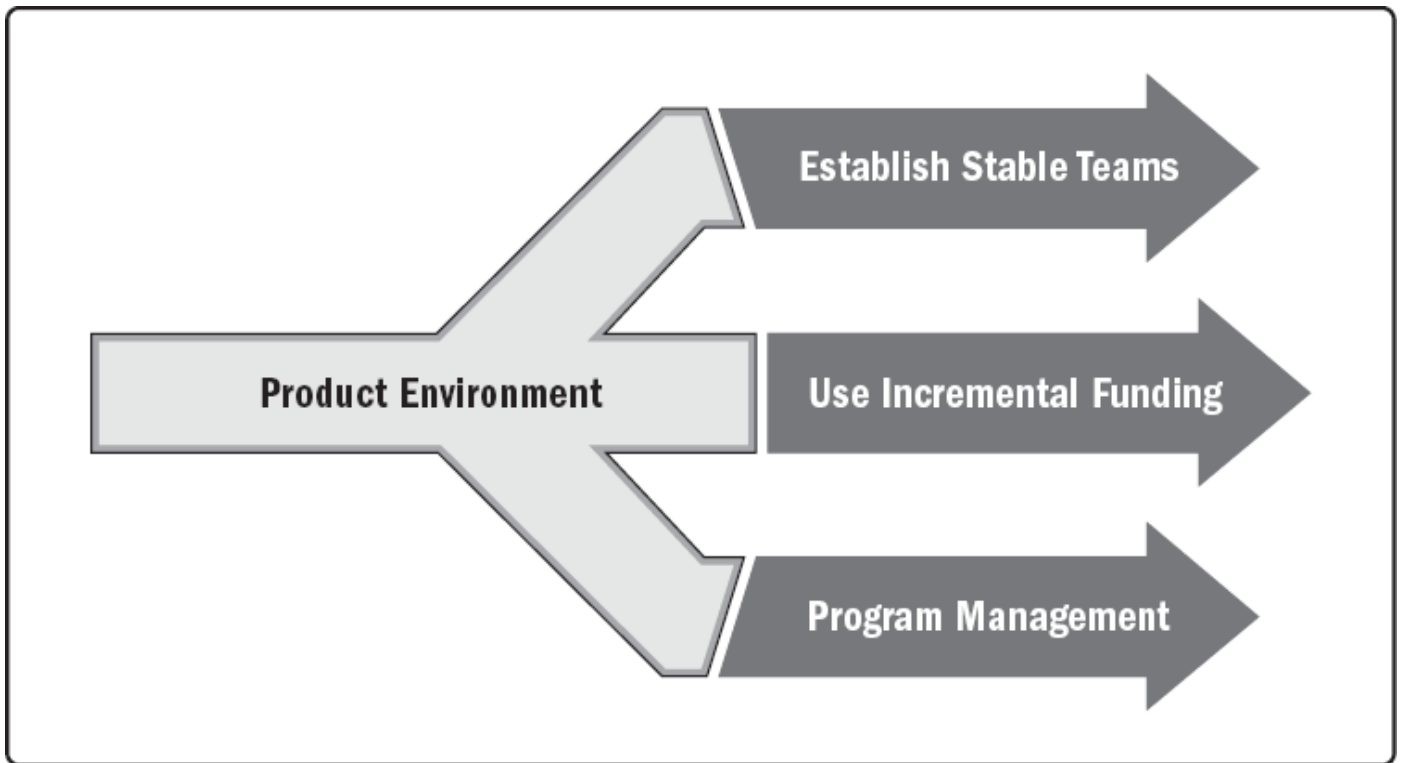 Establish Stable Teams
Product Environment
Use Incremental Funding
Program Management